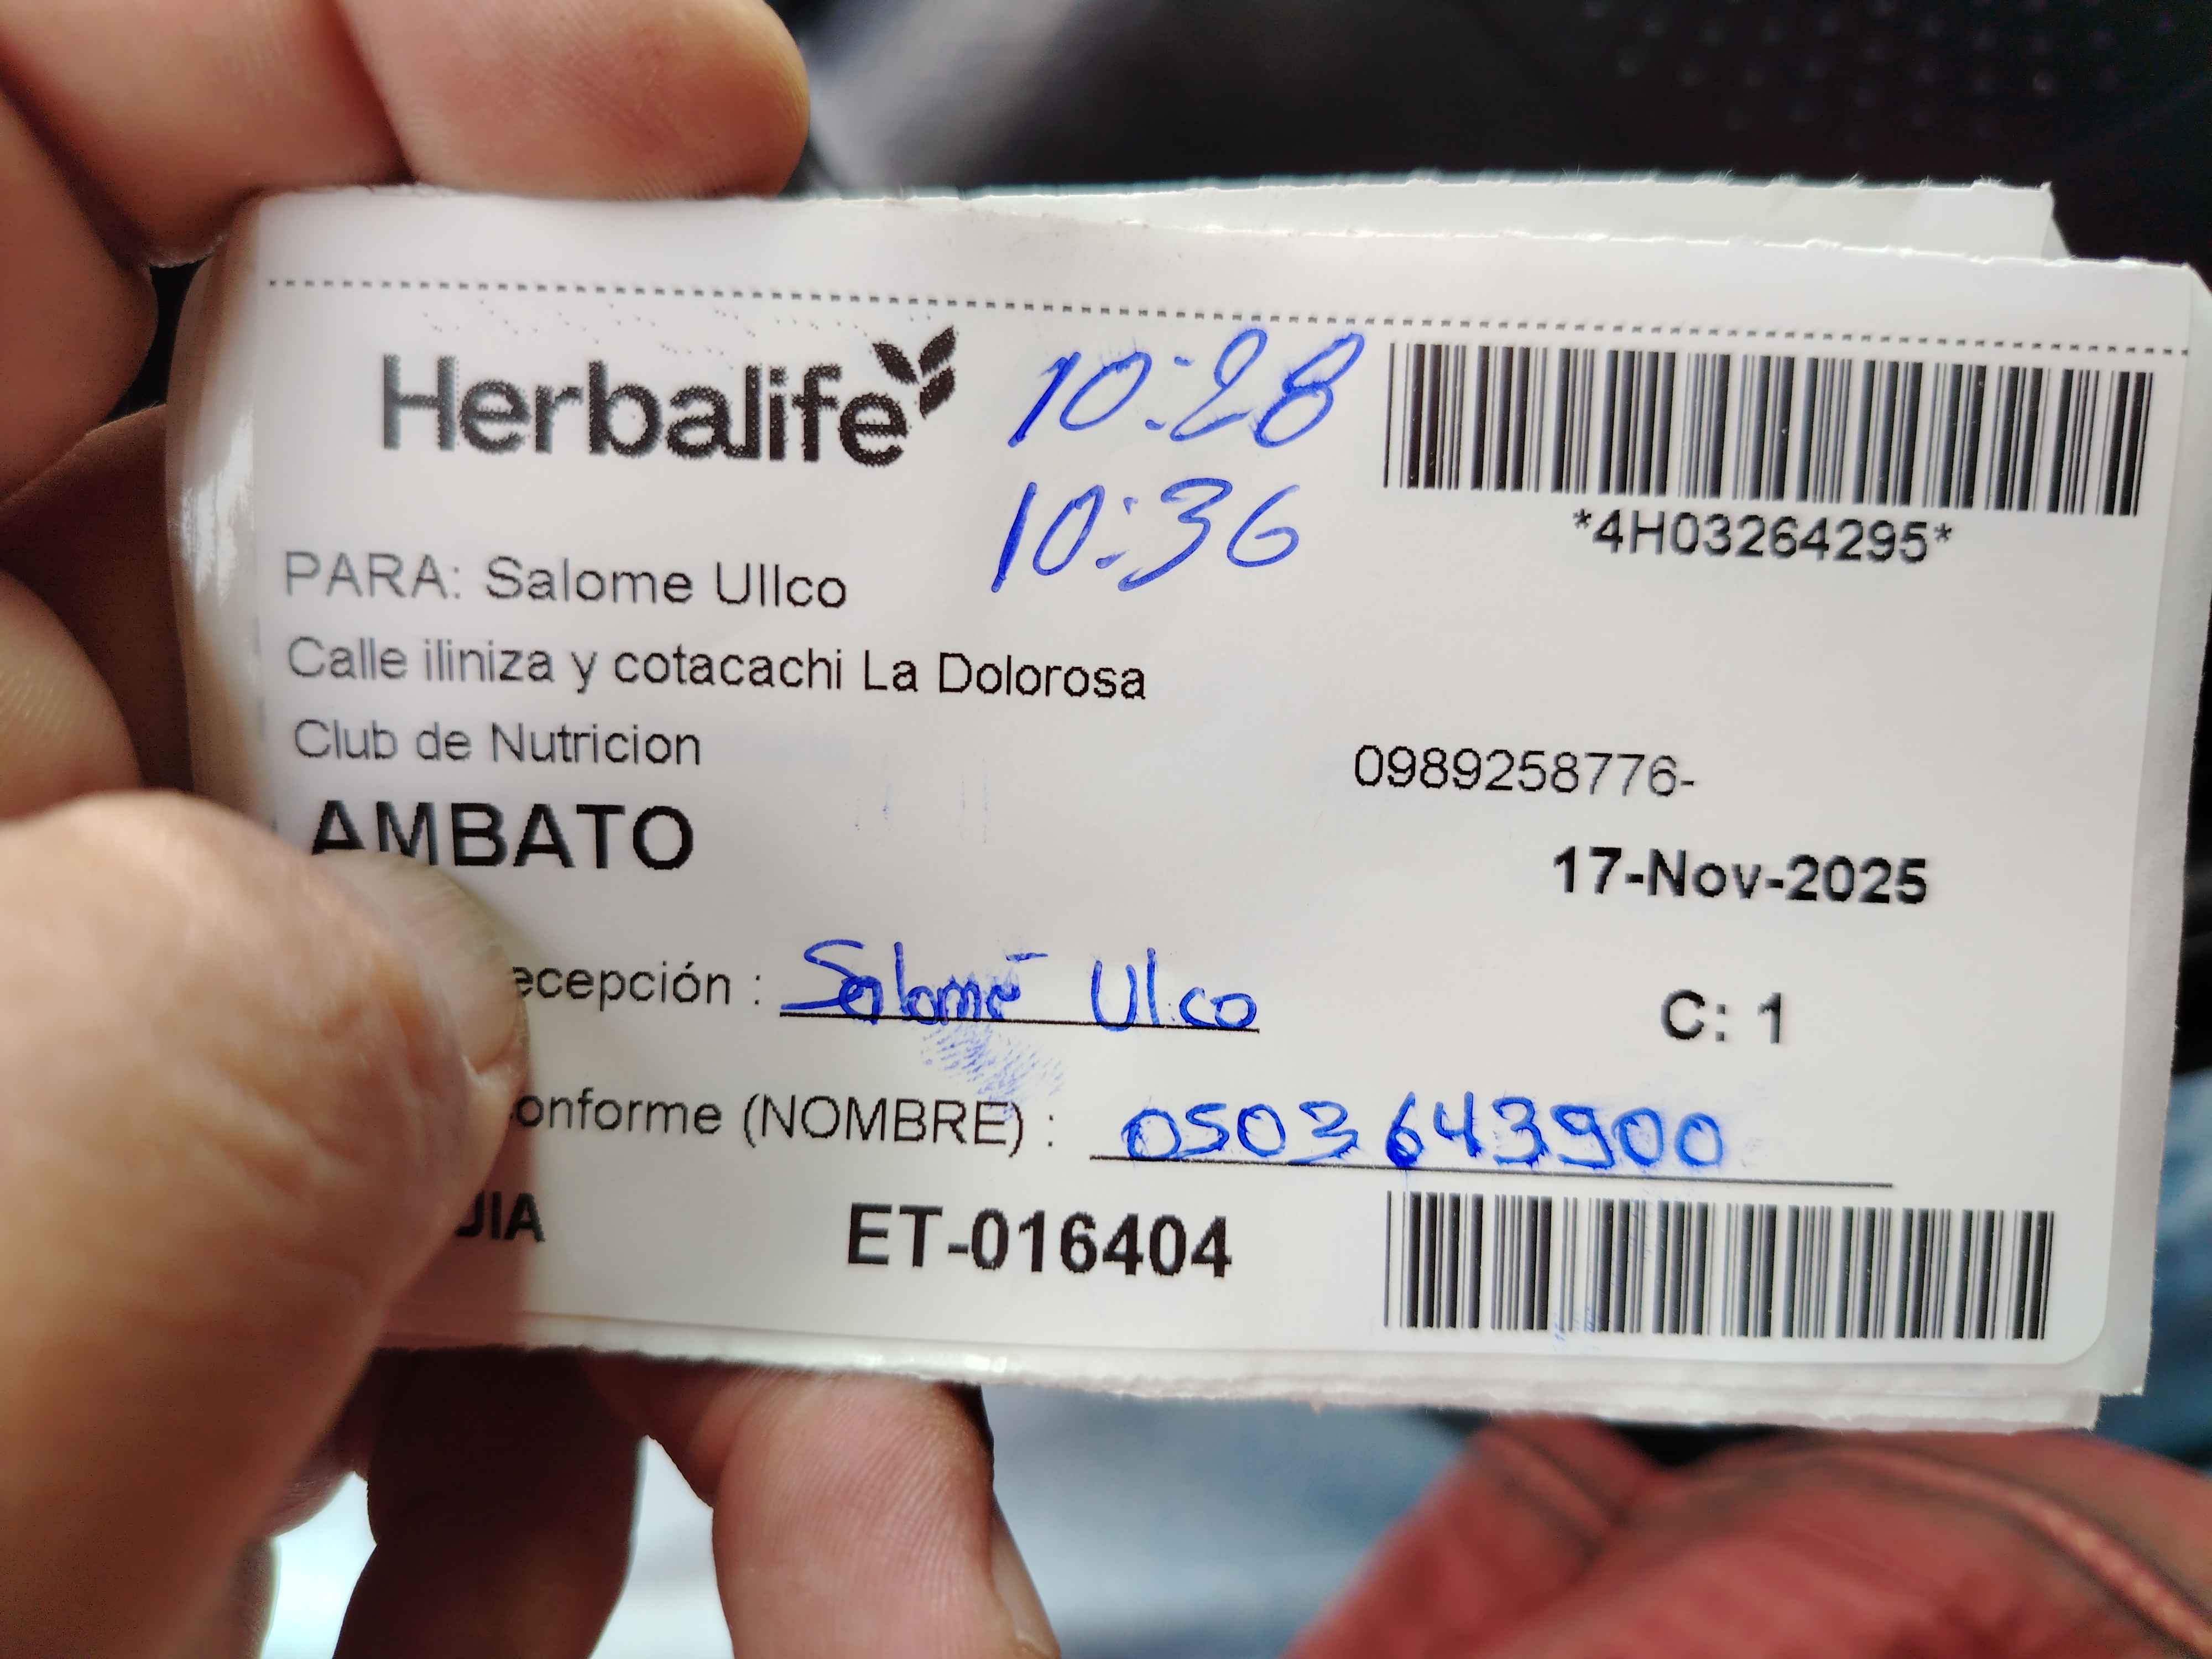 Herbalife
10:28
*4H03264295*
10:36
PARA: Salome Ullco
Calle iliniza y cotacachi La Dolorosa
Club de Nutricion
0989258776-
AMBATO
17-Nov-2025
ecepción : Salomé Ulco
C: 1
onforme (NOMBRE) : 0503643900
JIA ET-016404